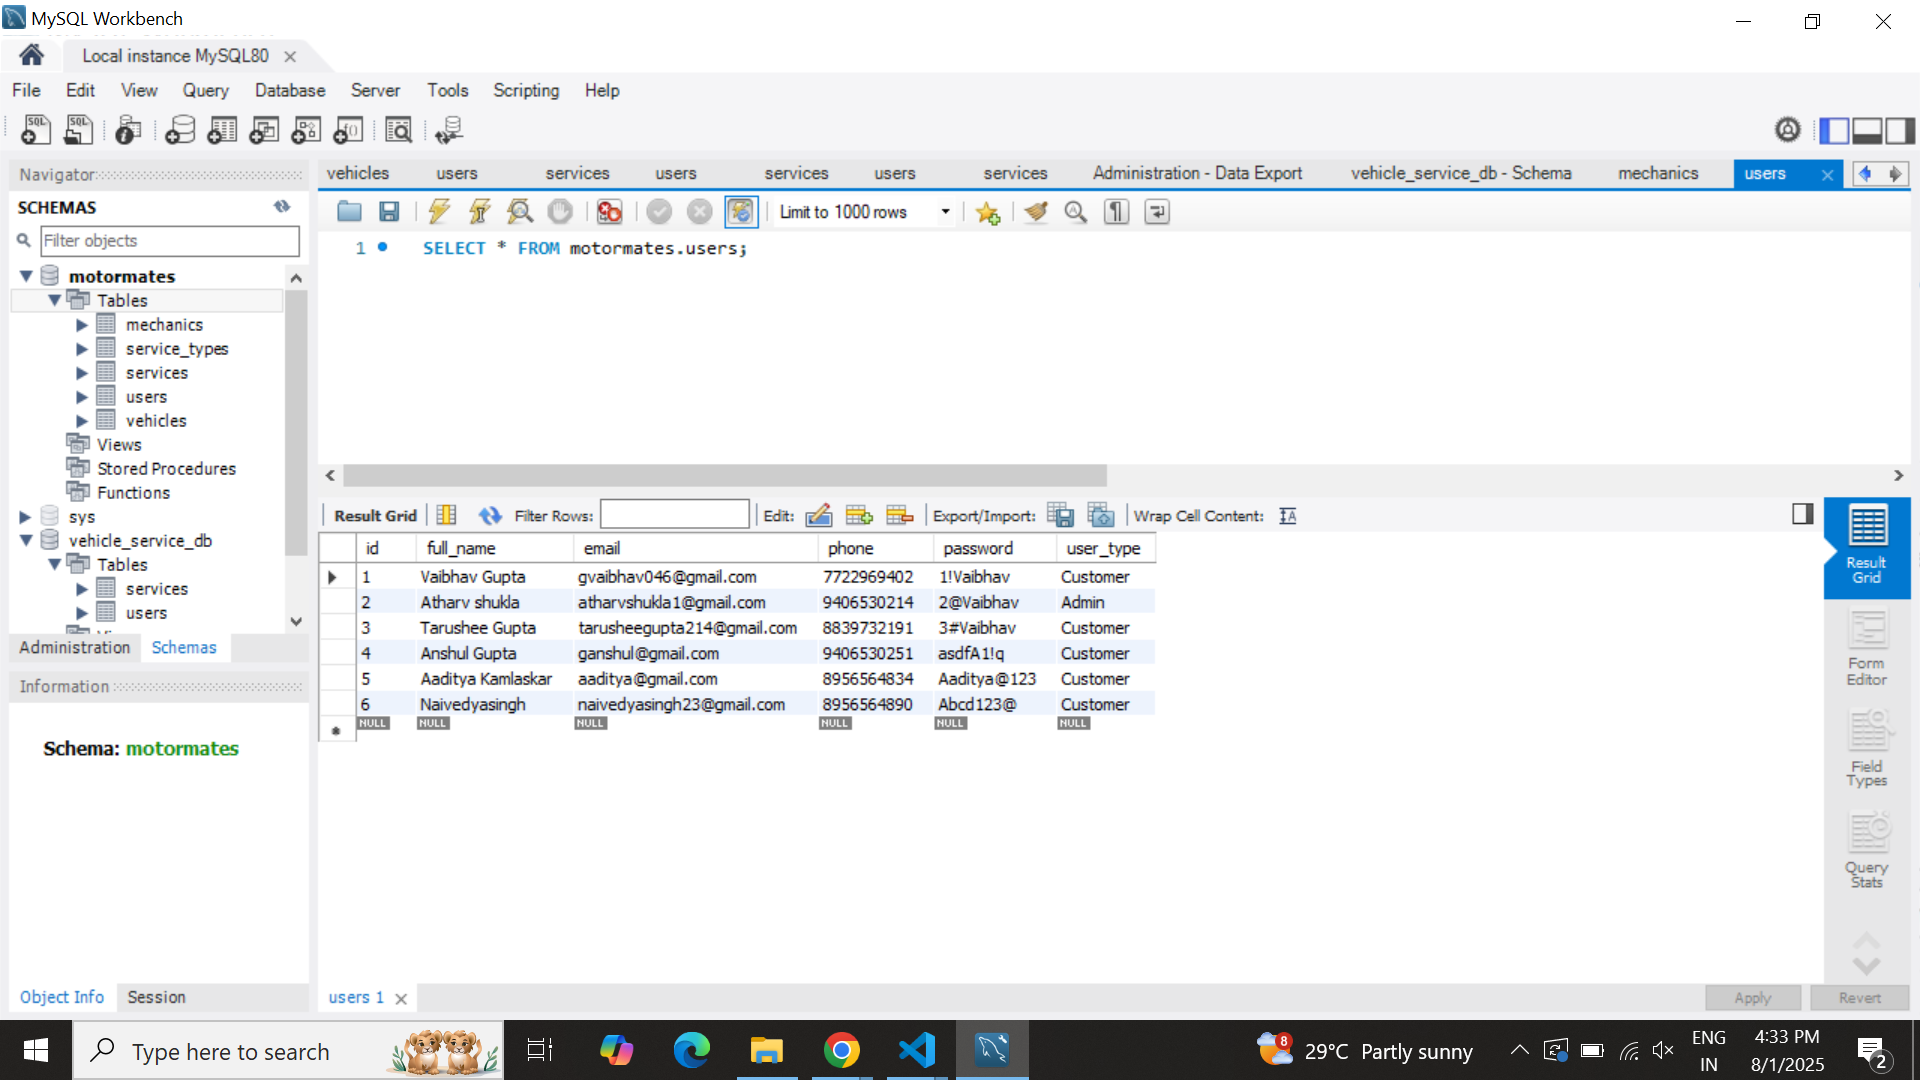 MySQL Workbench
Local instance MySQL80
File Edit View Query Database Server Tools Scripting Help
Navigator
SCHEMAS
Filter objects
motormates
Tables
mechanics
service_types
services
users
vehicles
Views
Stored Procedures
Functions
sys
vehicle_service_db
Tables
services
users
Administration Schemas
Information
Schema: motormates
Object Info Session
vehicles users services users services users services Administration - Data Export vehicle_service_db - Schema mechanics users
Limit to 1000 rows
1 SELECT * FROM motormates.users;
Result Grid Filter Rows: Edit: Export/Import: Wrap Cell Content:
id full_name email phone password user_type
1 Vaibhav Gupta gvaibhav046@gmail.com 7722969402 1!Vaibhav Customer
2 Atharv shukla atharvshukla1@gmail.com 9406530214 2@Vaibhav Admin
3 Tarushee Gupta tarusheegupta214@gmail.com 8839732191 3#Vaibhav Customer
4 Anshul Gupta ganshul@gmail.com 9406530251 asdfA1!q Customer
5 Aaditya Kamlaskar aaditya@gmail.com 8956564834 Aaditya@123 Customer
6 Naivedyasingh naivedyasingh23@gmail.com 8956564890 Abcd123@ Customer
NULL NULL NULL NULL NULL NULL
Result
Grid
Form
Editor
Field
Types
Query
Stats
users 1
Apply Revert
Type here to search
8
29°C Partly sunny
ENG
IN
4:33 PM
8/1/2025
2